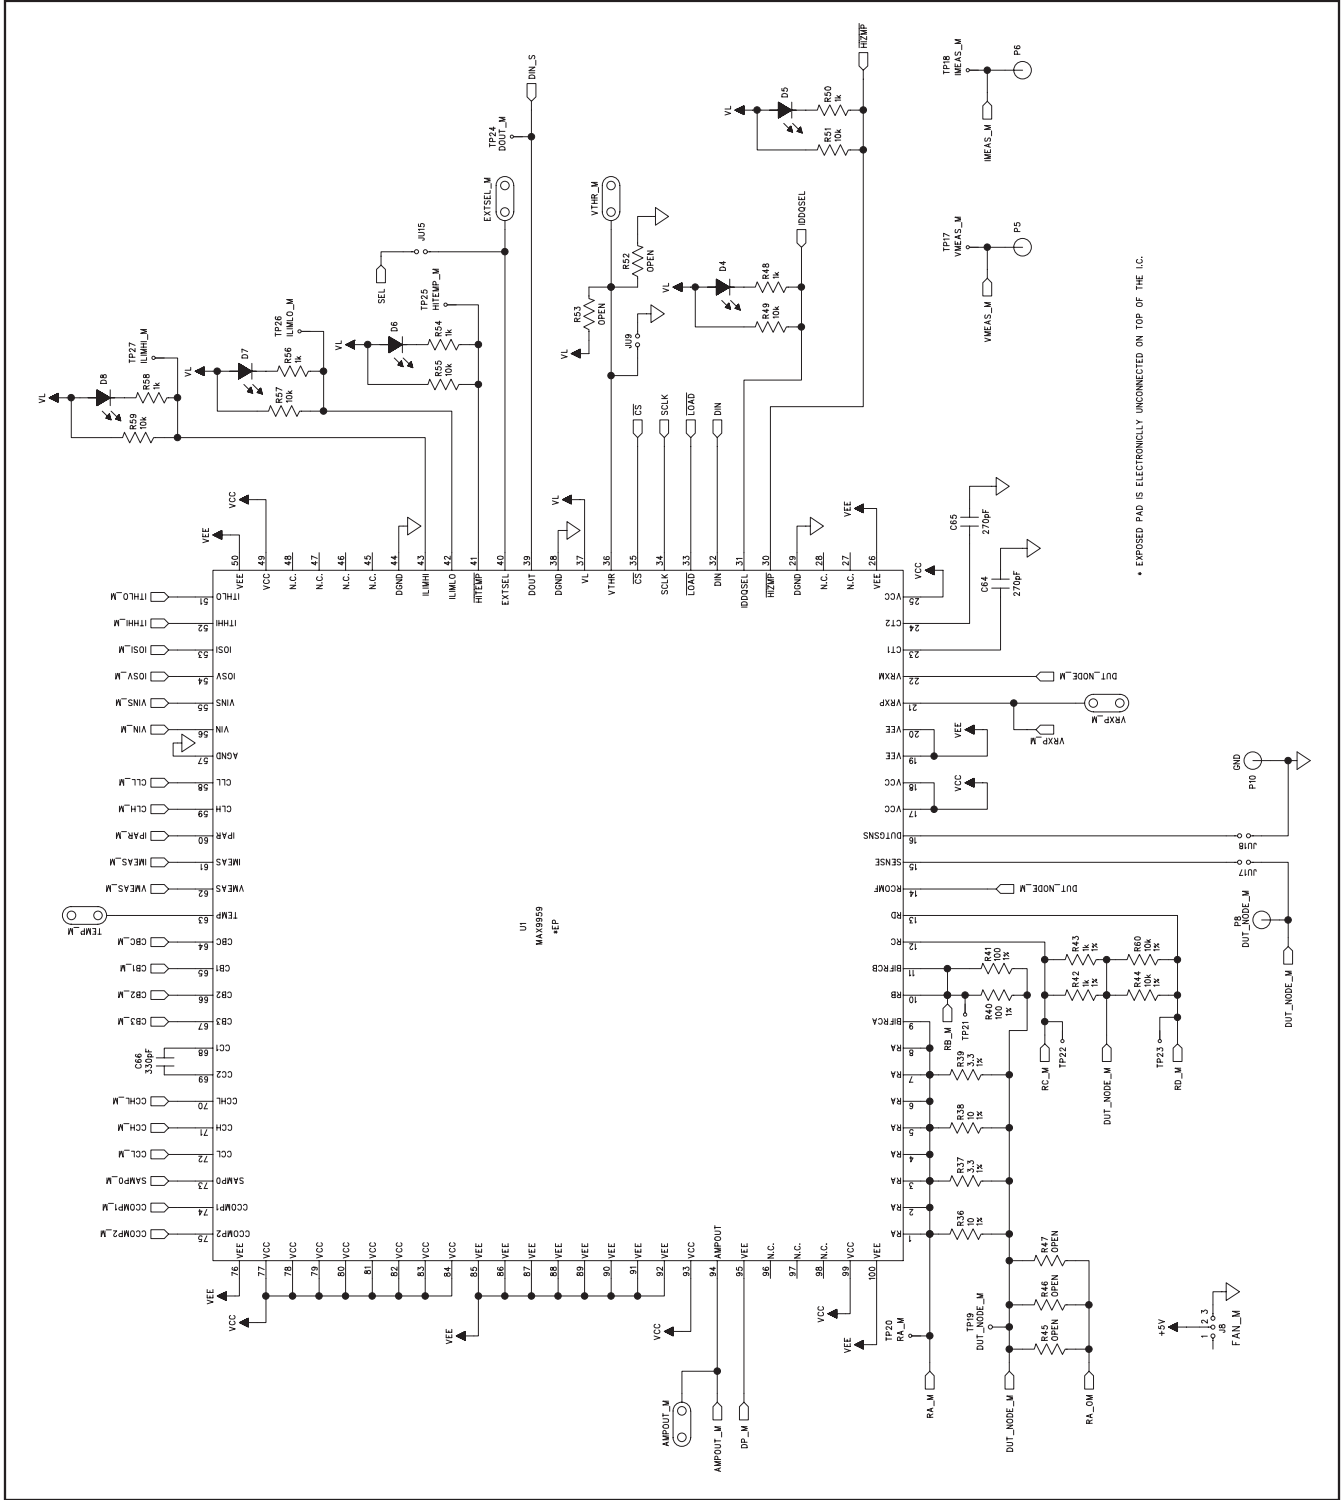 HIZMP
VL
D5
R50
1k
R51
10k
TP18
IMEAS_M
P6
IMEAS_M
DIN_S
TP24
DOUT_M
EXTSEL_M
VTHR_M
JU15
SEL
R52
OPEN
R53
OPEN
VL
JU9
VL
D4
R48
1k
R49
10k
IDDQSEL
TP17
VMEAS_M
P5
VMEAS_M
TP25
HITEMP_M
VL
D6
R54
1k
R55
10k
TP26
ILIMLO_M
VL
D7
R56
1k
R57
10k
TP27
ILIMHI_M
VL
D8
R58
1k
R59
10k
CS
SCLK
LOAD
DIN
* EXPOSED PAD IS ELECTRONICLLY UNCONNECTED ON TOP OF THE I.C.
VEE
VCC
VL
VEE
C65
270pF
C64
270pF
50
VEE
49
VCC
48
N.C.
47
N.C.
46
N.C.
45
N.C.
44
DGND
43
ILIMHI
42
ILIMLO
41
HITEMP
40
EXTSEL
39
DOUT
38
DGND
37
VL
36
VTHR
35
CS
34
SCLK
33
LOAD
32
DIN
31
IDDQSEL
30
HIZMP
29
DGND
28
N.C.
27
N.C.
26
VEE
ITHLO_M
51
ITHLO
ITHHI_M
52
ITHHI
IOSI_M
53
IOSI
IOSV_M
54
IOSV
VINS_M
55
VINS
VIN_M
56
VIN
57
AGND
CLL_M
58
CLL
CLH_M
59
CLH
IPAR_M
60
IPAR
IMEAS_M
61
IMEAS
VMEAS_M
62
VMEAS
TEMP_M
63
TEMP
CBC_M
64
CBC
CB1_M
65
CB1
CB2_M
66
CB2
CB3_M
67
CB3
C66
330pF
68
CC1
69
CC2
CCHL_M
70
CCHL
CCH_M
71
CCH
CCL_M
72
CCL
SAMPO_M
73
SAMPO
CCOMP1_M
74
CCOMP1
CCOMP2_M
75
CCOMP2
U1
MAX9959
*EP
VCC
25
VCC
CT2
24
CT1
23
VRXM
22
DUT_NODE_M
VRXP
21
VRXP_M
VRXP_M
VEE
20
VEE
19
VEE
VCC
18
VCC
17
VCC
DUTGSNS
16
JU18
GND
P10
SENSE
15
JU17
P8
DUT_NODE_M
DUT_NODE_M
RCOMF
14
DUT_NODE_M
RD
13
RC
12
BIFRCB
11
RB
10
BIFRCA
9
RA
8
RA
7
RA
6
RA
5
RA
4
RA
3
RA
2
RA
1
R41
100
1%
R40
100
1%
RB_M
TP21
R43
1k
1%
R42
1k
1%
R60
10k
1%
R44
10k
1%
RC_M
TP22
DUT_NODE_M
TP23
RD_M
R39
3.3
1%
R38
10
1%
R37
3.3
1%
R36
10
1%
R47
OPEN
R46
OPEN
R45
OPEN
TP20
RA_M
TP19
DUT_NODE_M
RA_M
DUT_NODE_M
RA_OM
76
VEE
77
VCC
78
VCC
79
VCC
80
VCC
81
VCC
82
VCC
83
VCC
84
VCC
85
VEE
86
VEE
87
VEE
88
VEE
89
VEE
90
VEE
91
VEE
92
VEE
93
VCC
94
AMPOUT
95
VEE
96
N.C.
97
N.C.
98
N.C.
99
VCC
100
VEE
VEE
VCC
VEE
VCC
VCC
VEE
AMPOUT_M
AMPOUT_M
DP_M
+5V
1 2 3
J8
FAN_M